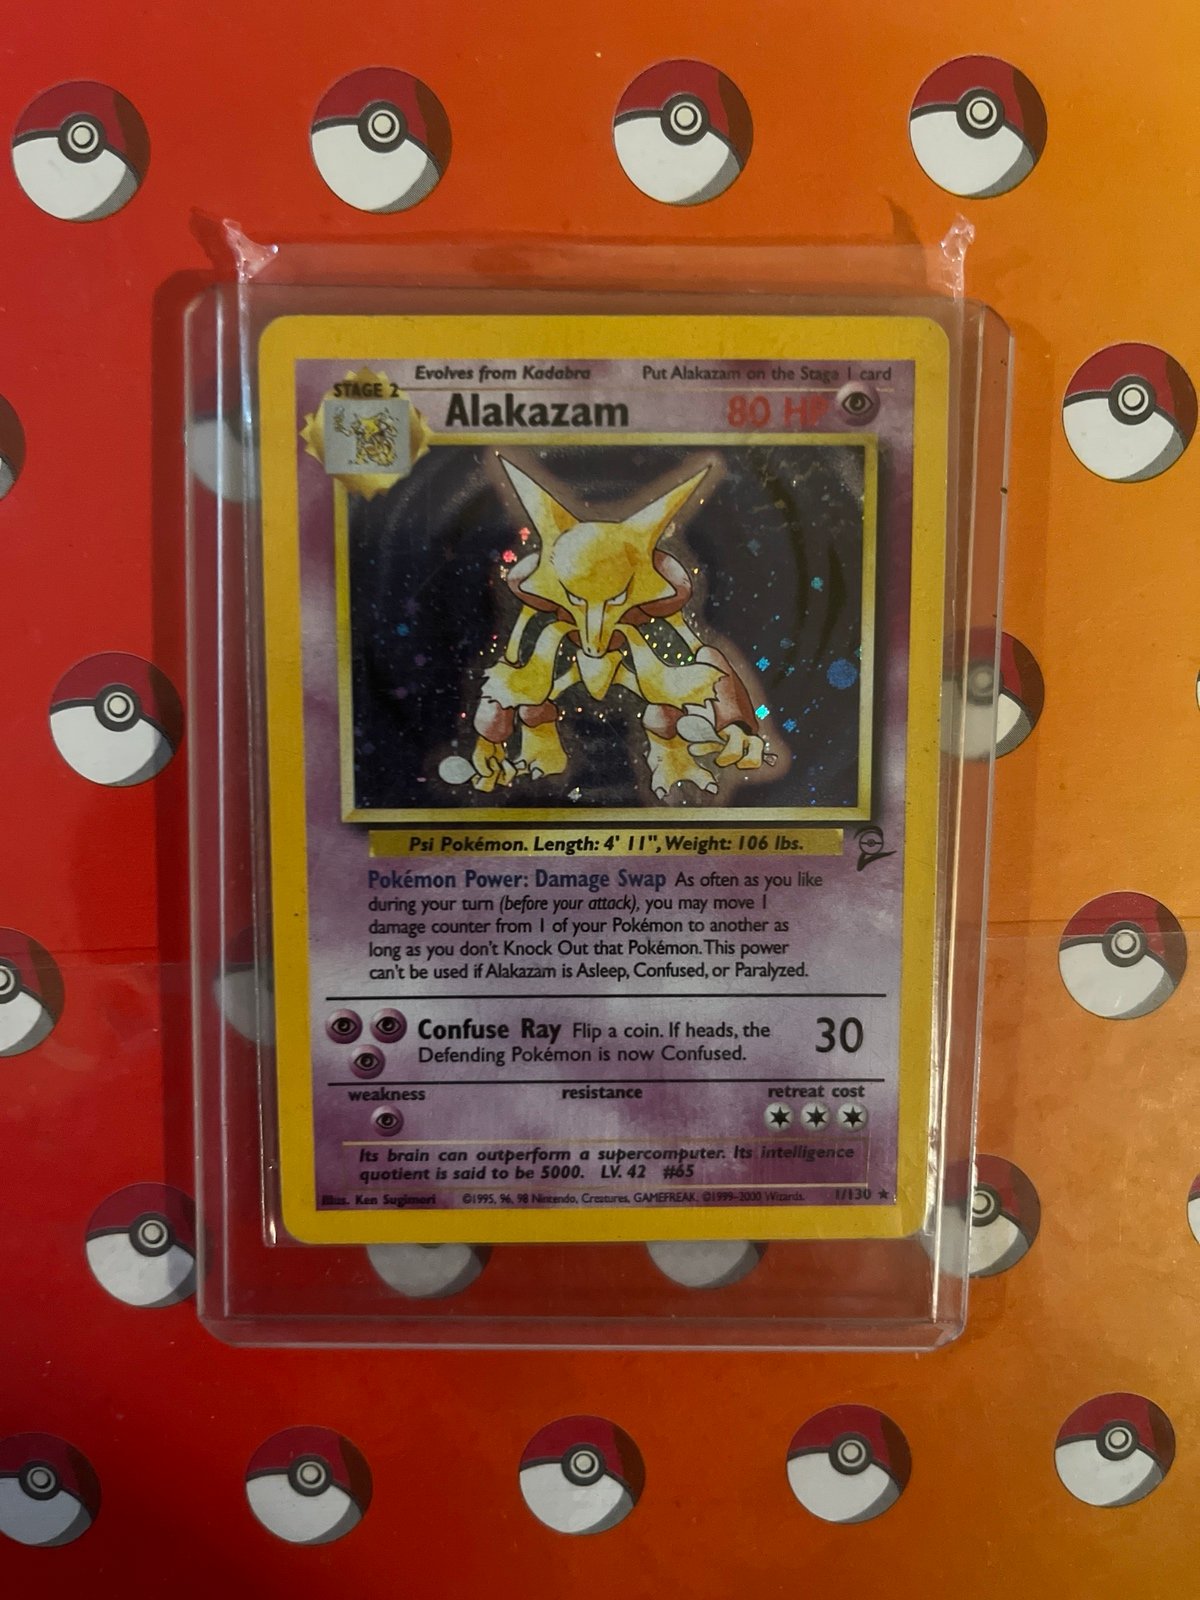 Evolves from Kadabra Put Alakazam on the Stage 1 card
STAGE 2
Alakazam 80 HP
Psi Pokémon. Length: 4' 11", Weight: 106 lbs.
Pokémon Power: Damage Swap As often as you like
during your turn (before your attack), you may move 1
damage counter from 1 of your Pokémon to another as
long as you don't Knock Out that Pokémon. This power
can't be used if Alakazam is Asleep, Confused, or Paralyzed.
Confuse Ray Flip a coin. If heads, the 30
Defending Pokémon is now Confused.
weakness resistance retreat cost
Its brain can outperform a supercomputer. Its intelligence
quotient is said to be 5000. LV. 42 #65
Illus. Ken Sugimori ©1995, 96, 98 Nintendo, Creatures, GAMEFREAK. ©1999-2000 Wizards. 1/130 ★